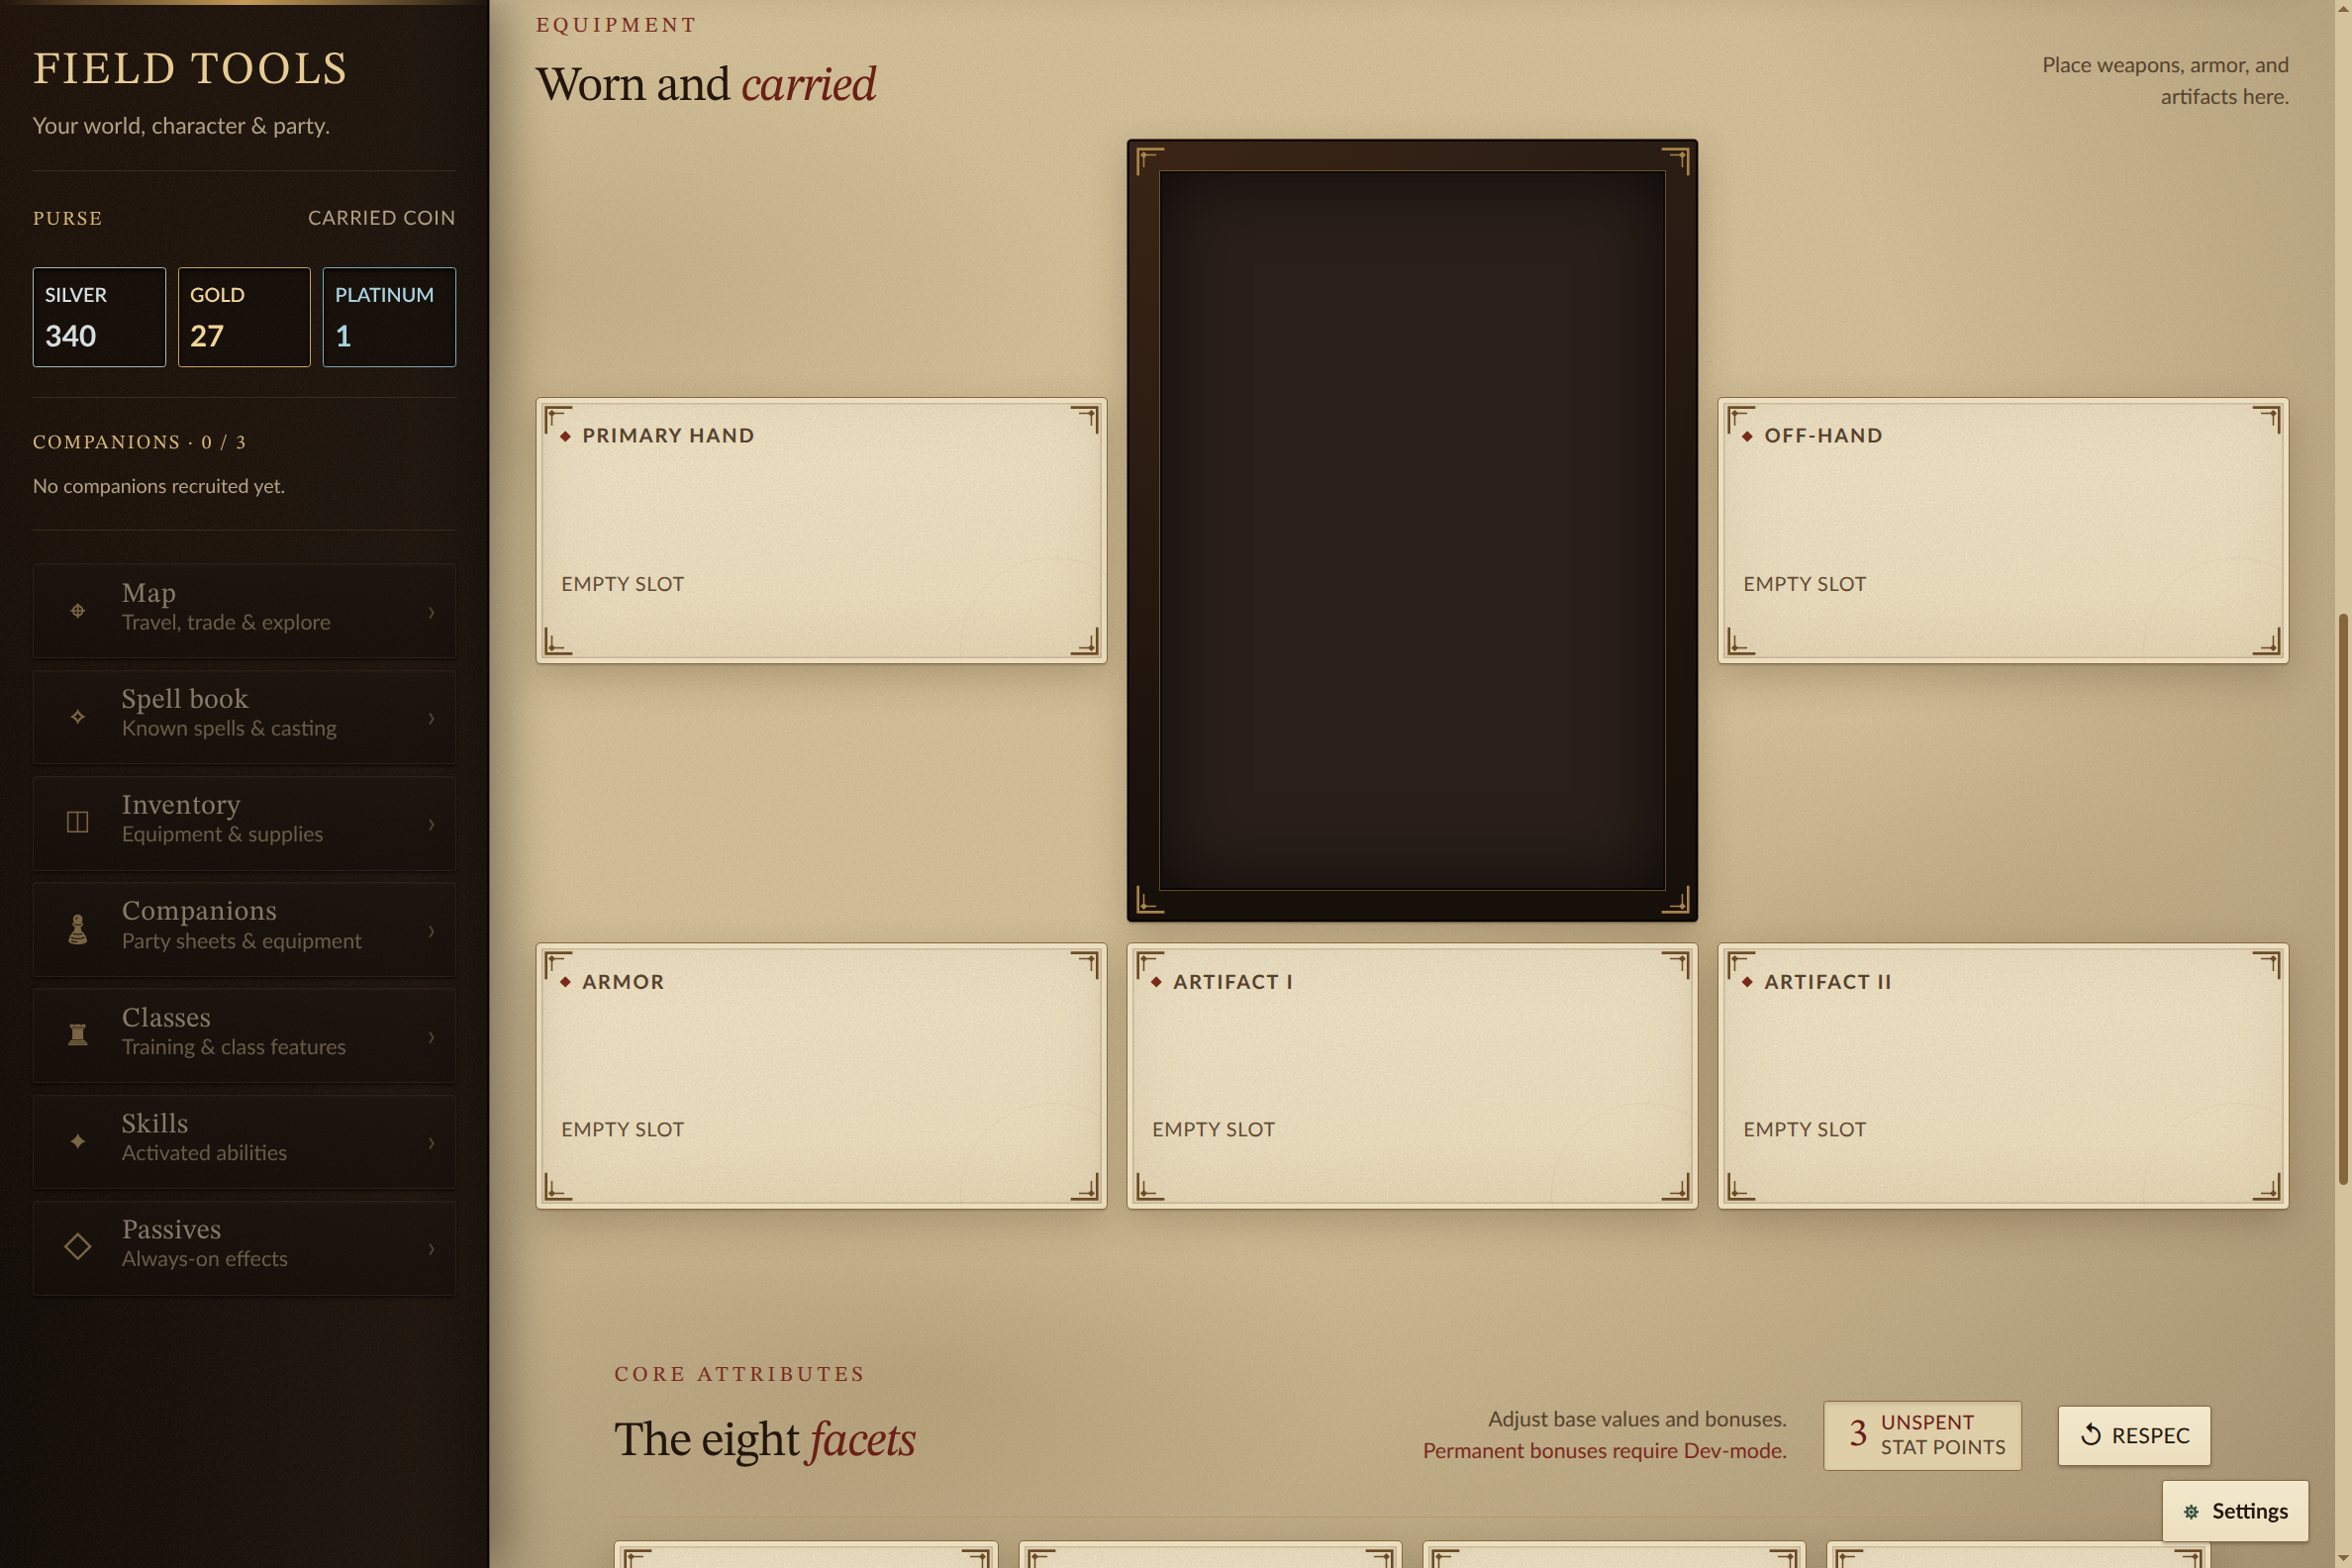 FIELD TOOLS
Your world, character & party.
PURSE
CARRIED COIN
SILVER
340
GOLD
27
PLATINUM
1
COMPANIONS · 0 / 3
No companions recruited yet.
Map
Travel, trade & explore
Spell book
Known spells & casting
Inventory
Equipment & supplies
Companions
Party sheets & equipment
Classes
Training & class features
Skills
Activated abilities
Passives
Always-on effects
EQUIPMENT
Worn and carried
Place weapons, armor, and
artifacts here.
PRIMARY HAND
EMPTY SLOT
OFF-HAND
EMPTY SLOT
ARMOR
EMPTY SLOT
ARTIFACT I
EMPTY SLOT
ARTIFACT II
EMPTY SLOT
CORE ATTRIBUTES
The eight facets
Adjust base values and bonuses.
Permanent bonuses require Dev-mode.
3
UNSPENT
STAT POINTS
RESPEC
Settings